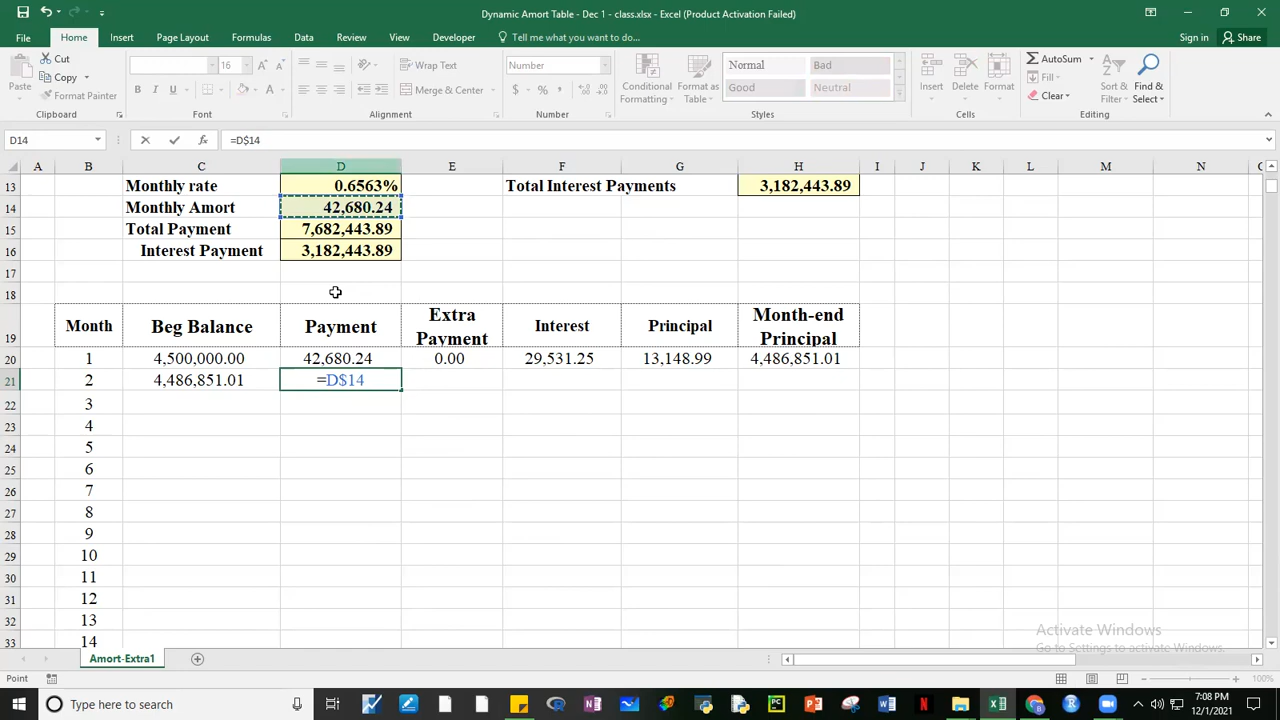 Dynamic Amort Table - Dec 1 - class.xlsx - Excel (Product Activation Failed)
File Home Insert Page Layout Formulas Data Review View Developer Tell me what you want to do... Sign in Share
Cut
Copy
Format Painter
Paste
Clipboard
16
B I U
Font
Wrap Text
Merge & Center
Alignment
Number
$ % ,
Number
Conditional Formatting
Format as Table
Normal Bad
Good Neutral
Styles
Insert Delete Format
Cells
AutoSum
Fill
Clear
Sort & Filter
Find & Select
Editing
D14 fx =D$14
A B C D E F G H I J K L M N
13 Monthly rate 0.6563% Total Interest Payments 3,182,443.89
14 Monthly Amort 42,680.24
15 Total Payment 7,682,443.89
16 Interest Payment 3,182,443.89
17
18
19 Month Beg Balance Payment Extra Payment Interest Principal Month-end Principal
20 1 4,500,000.00 42,680.24 0.00 29,531.25 13,148.99 4,486,851.01
21 2 4,486,851.01 =D$14
22 3
23 4
24 5
25 6
26 7
27 8
28 9
29 10
30 11
31 12
32 13
33 14
Activate Windows
Go to Settings to activate Windows.
Amort-Extra1
Point
100%
Type here to search
7:08 PM
12/1/2021